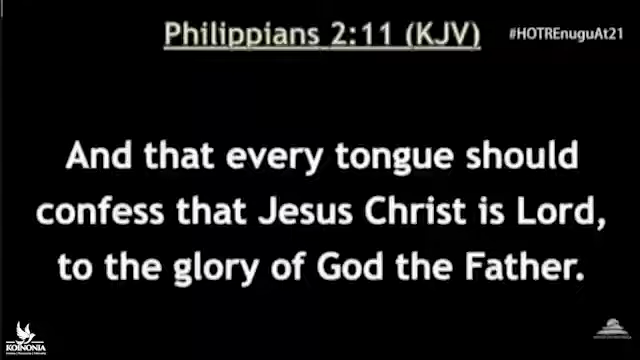 Philippians 2:11 (KJV)
#HOTREnuguAt21
And that every tongue should
confess that Jesus Christ is Lord,
to the glory of God the Father.
KOINONIA